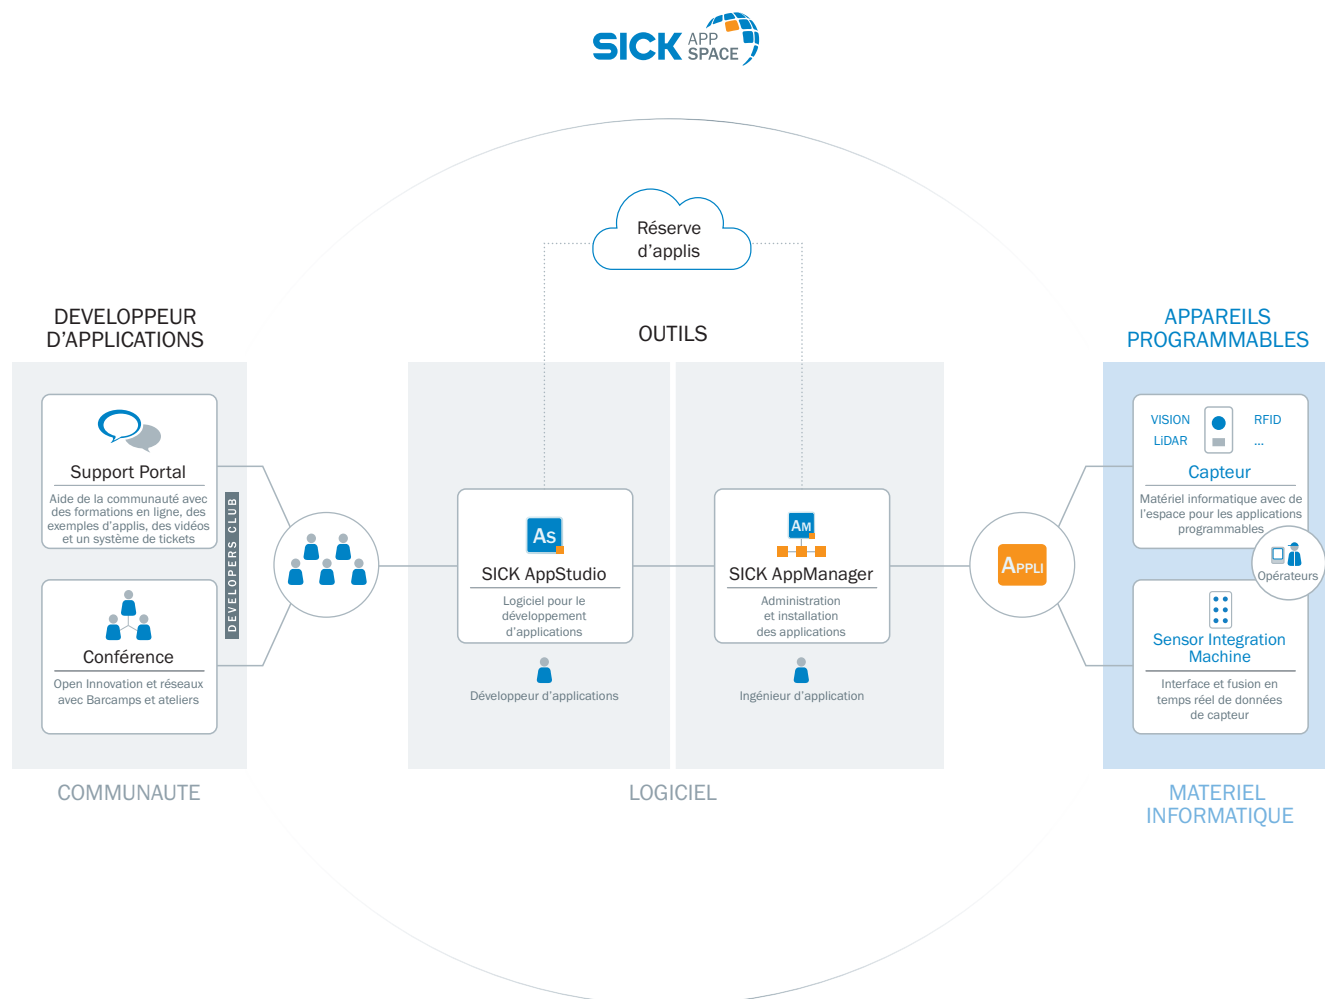 SICK APP
SPACE
Réserve
d’applis
DEVELOPPEUR
D’APPLICATIONS
Support Portal
Aide de la communauté avec
des formations en ligne, des
exemples d’applis, des vidéos
et un système de tickets
Conférence
Open Innovation et réseaux
avec Barcamps et ateliers
DEVELOPERS CLUB
COMMUNAUTE
OUTILS
As
SICK AppStudio
Logiciel pour le
développement
d’applications
Développeur d’applications
AM
SICK AppManager
Administration
et installation
des applications
Ingénieur d’application
LOGICIEL
APPLI
APPAREILS
PROGRAMMABLES
VISION RFID
LiDAR ...
Capteur
Matériel informatique avec de
l’espace pour les applications
programmables
Opérateurs
Sensor Integration
Machine
Interface et fusion en
temps réel de données
de capteur
MATERIEL
INFORMATIQUE